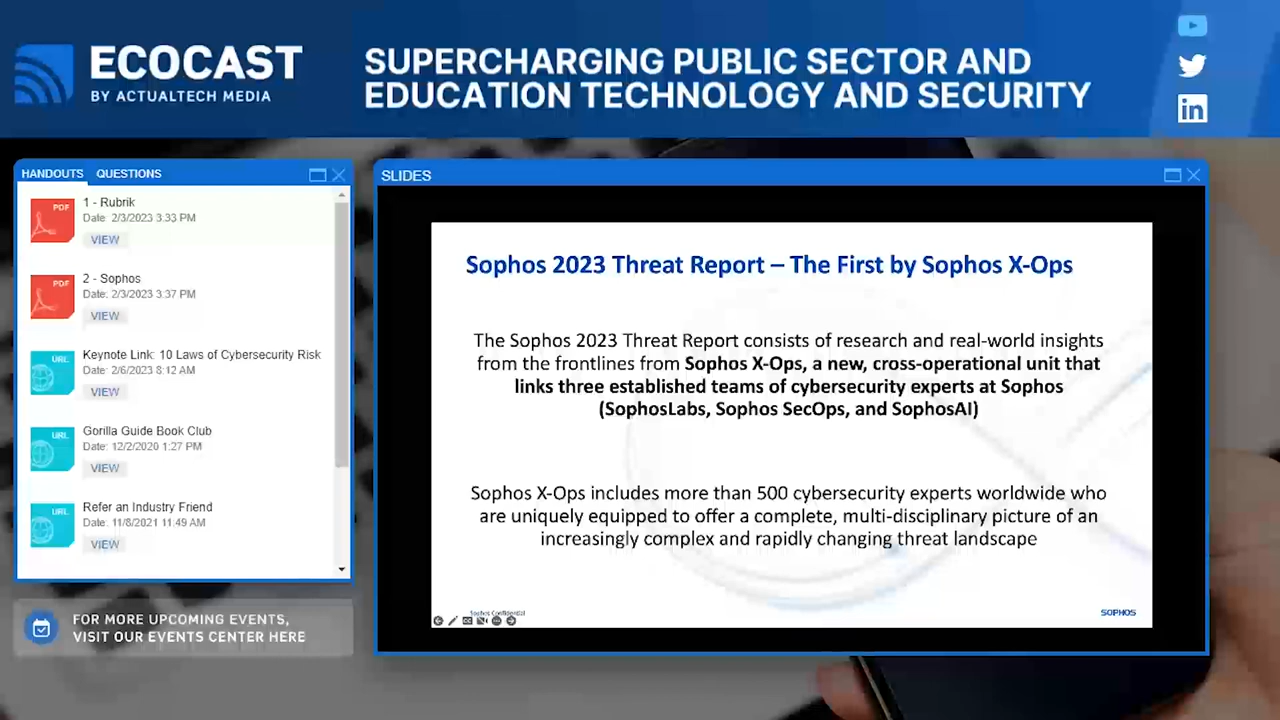 ECOCAST
BY ACTUALTECH MEDIA
SUPERCHARGING PUBLIC SECTOR AND
EDUCATION TECHNOLOGY AND SECURITY
in
HANDOUTS QUESTIONS
PDF
1 - Rubrik
Date: 2/3/2023 3:33 PM
VIEW
PDF
2 - Sophos
Date: 2/3/2023 3:37 PM
VIEW
URL
Keynote Link: 10 Laws of Cybersecurity Risk
Date: 2/6/2023 8:12 AM
VIEW
URL
Gorilla Guide Book Club
Date: 12/2/2020 1:27 PM
VIEW
URL
Refer an Industry Friend
Date: 11/8/2021 11:49 AM
VIEW
FOR MORE UPCOMING EVENTS,
VISIT OUR EVENTS CENTER HERE
SLIDES
Sophos 2023 Threat Report – The First by Sophos X-Ops
The Sophos 2023 Threat Report consists of research and real-world insights
from the frontlines from Sophos X-Ops, a new, cross-operational unit that
links three established teams of cybersecurity experts at Sophos
(SophosLabs, Sophos SecOps, and SophosAI)
Sophos X-Ops includes more than 500 cybersecurity experts worldwide who
are uniquely equipped to offer a complete, multi-disciplinary picture of an
increasingly complex and rapidly changing threat landscape
Sophos Confidential
SOPHOS